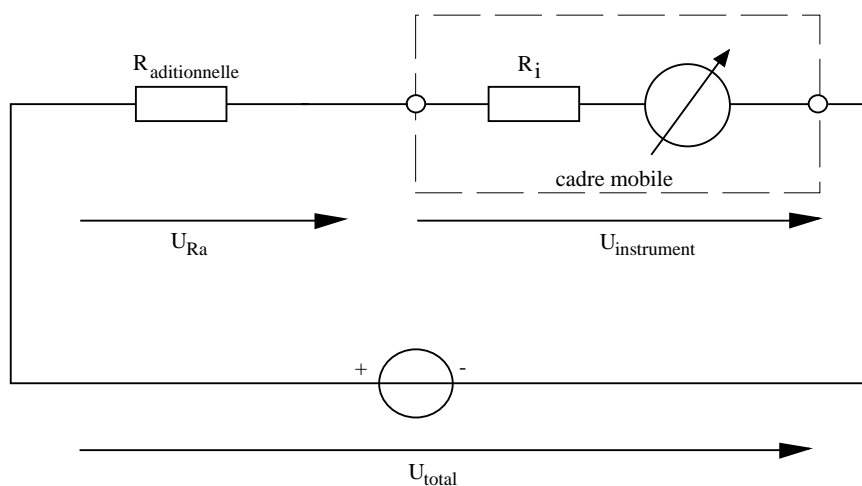 R aditionnelle
R i
cadre mobile
U Ra
U instrument
+ -
U total